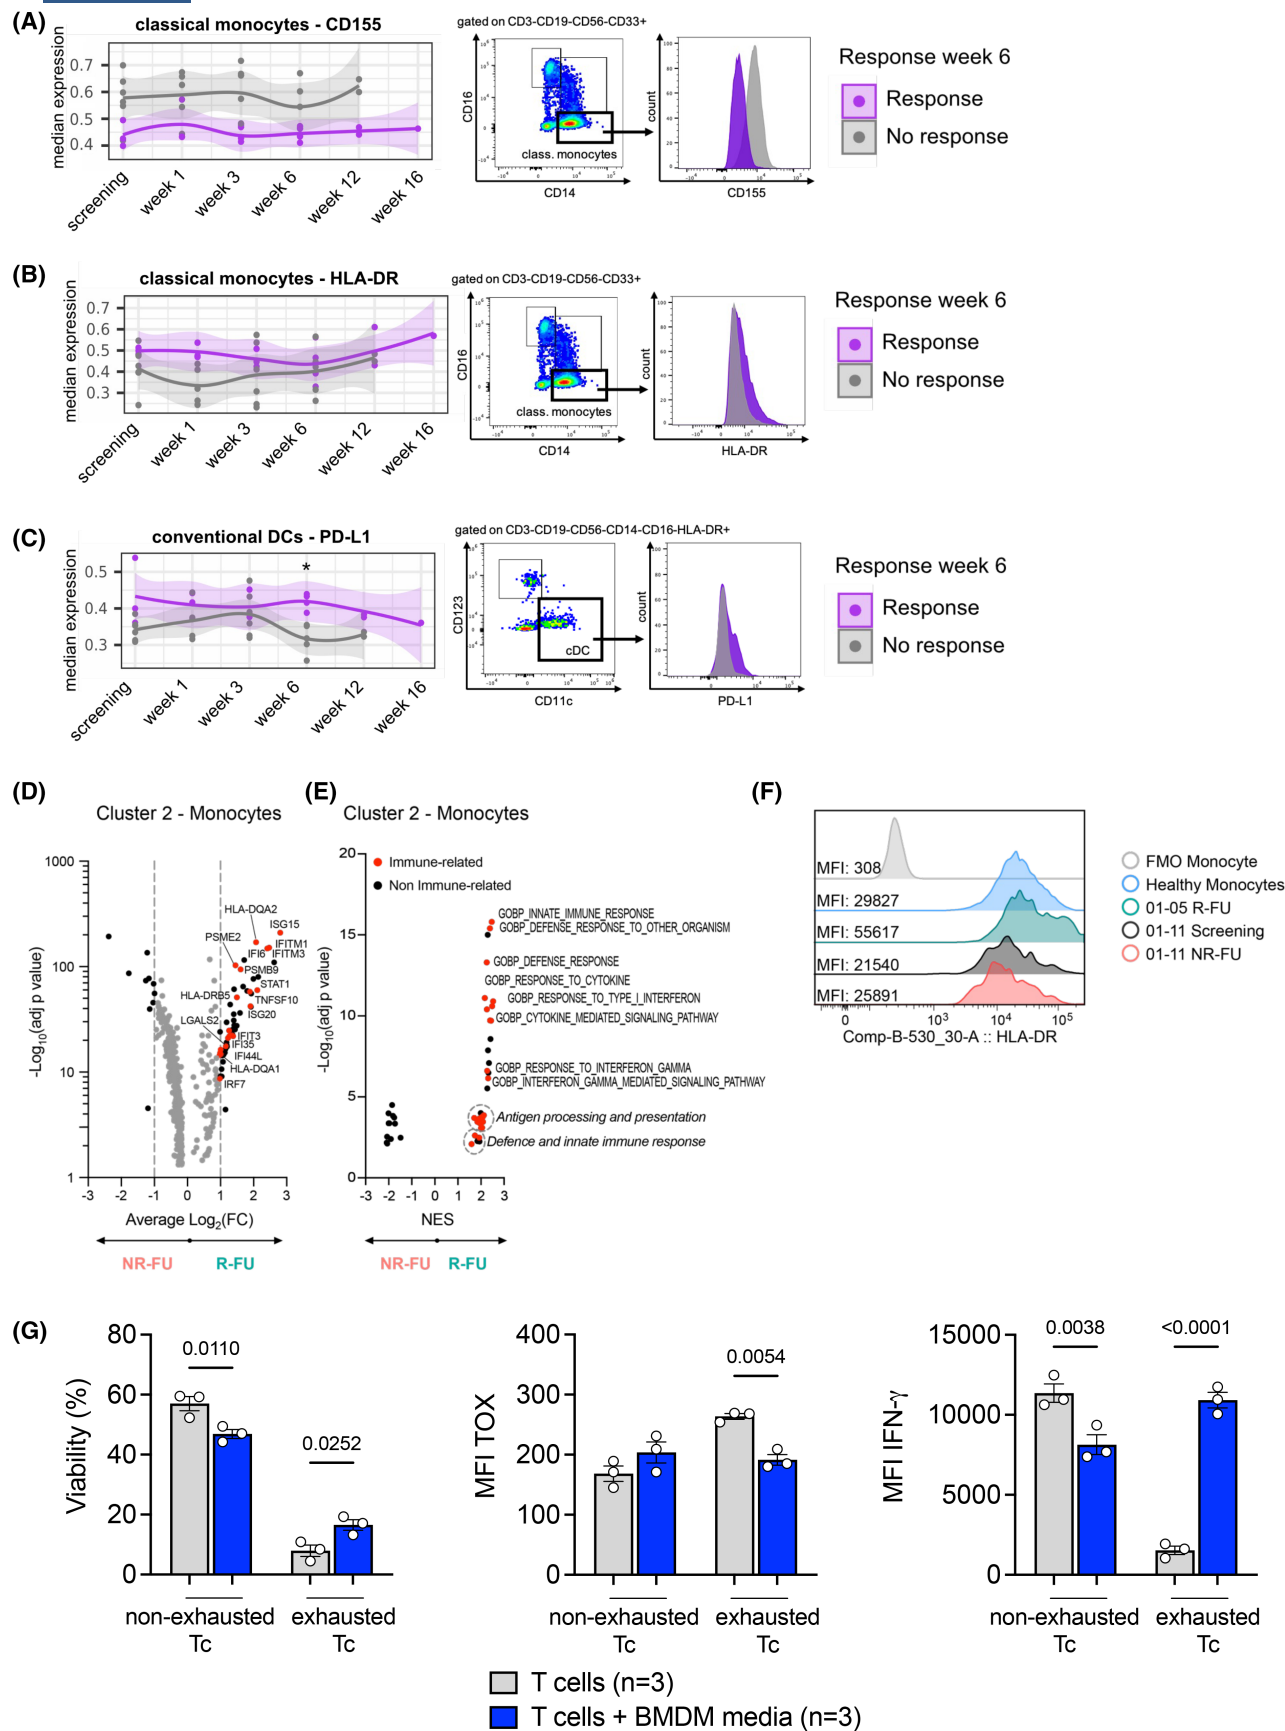 (A)
classical monocytes - CD155
gated on CD3-CD19-CD56-CD33+
median expression
0.7
0.6
0.5
0.4
screening
week 1
week 3
week 6
week 12
week 16
CD16
class. monocytes
CD14
count
CD155
Response week 6
Response
No response
(B)
classical monocytes - HLA-DR
gated on CD3-CD19-CD56-CD33+
median expression
0.7
0.6
0.5
0.4
0.3
screening
week 1
week 3
week 6
week 12
week 16
CD16
class. monocytes
CD14
count
HLA-DR
Response week 6
Response
No response
(C)
conventional DCs - PD-L1
gated on CD3-CD19-CD56-CD14-CD16-HLA-DR+
median expression
0.5
0.4
0.3
*
screening
week 1
week 3
week 6
week 12
week 16
CD123
cDC
CD11c
count
PD-L1
Response week 6
Response
No response
(D)
Cluster 2 - Monocytes
-Log10(adj p value)
1000
100
10
1
HLA-DQA2
ISG15
PSME2
IFITM1
IFI6
IFITM3
PSMB9
STAT1
HLA-DRB5
TNFSF10
ISG20
LGALS2
IFIT3
IFI35
IFI44L
HLA-DQA1
IRF7
-3 -2 -1 0 1 2 3
Average Log2(FC)
NR-FU R-FU
(E)
Cluster 2 - Monocytes
-Log10(adj p value)
20
15
10
5
0
Immune-related
Non Immune-related
GOBP_INNATE_IMMUNE_RESPONSE
GOBP_DEFENSE_RESPONSE_TO_OTHER_ORGANISM
GOBP_DEFENSE_RESPONSE
GOBP_RESPONSE_TO_CYTOKINE
GOBP_RESPONSE_TO_TYPE_I_INTERFERON
GOBP_CYTOKINE_MEDIATED_SIGNALING_PATHWAY
GOBP_RESPONSE_TO_INTERFERON_GAMMA
GOBP_INTERFERON_GAMMA_MEDIATED_SIGNALING_PATHWAY
Antigen processing and presentation
Defence and innate immune response
-3 -2 -1 0 1 2 3
NES
NR-FU R-FU
(F)
MFI: 308
MFI: 29827
MFI: 55617
MFI: 21540
MFI: 25891
0 10^3 10^4 10^5
Comp-B-530_30-A :: HLA-DR
FMO Monocyte
Healthy Monocytes
01-05 R-FU
01-11 Screening
01-11 NR-FU
(G)
Viability (%)
80
60
40
20
0
0.0110
0.0252
non-exhausted Tc
exhausted Tc
MFI TOX
400
300
200
100
0
0.0054
non-exhausted Tc
exhausted Tc
MFI IFN-γ
15000
10000
5000
0
0.0038
<0.0001
non-exhausted Tc
exhausted Tc
T cells (n=3)
T cells + BMDM media (n=3)